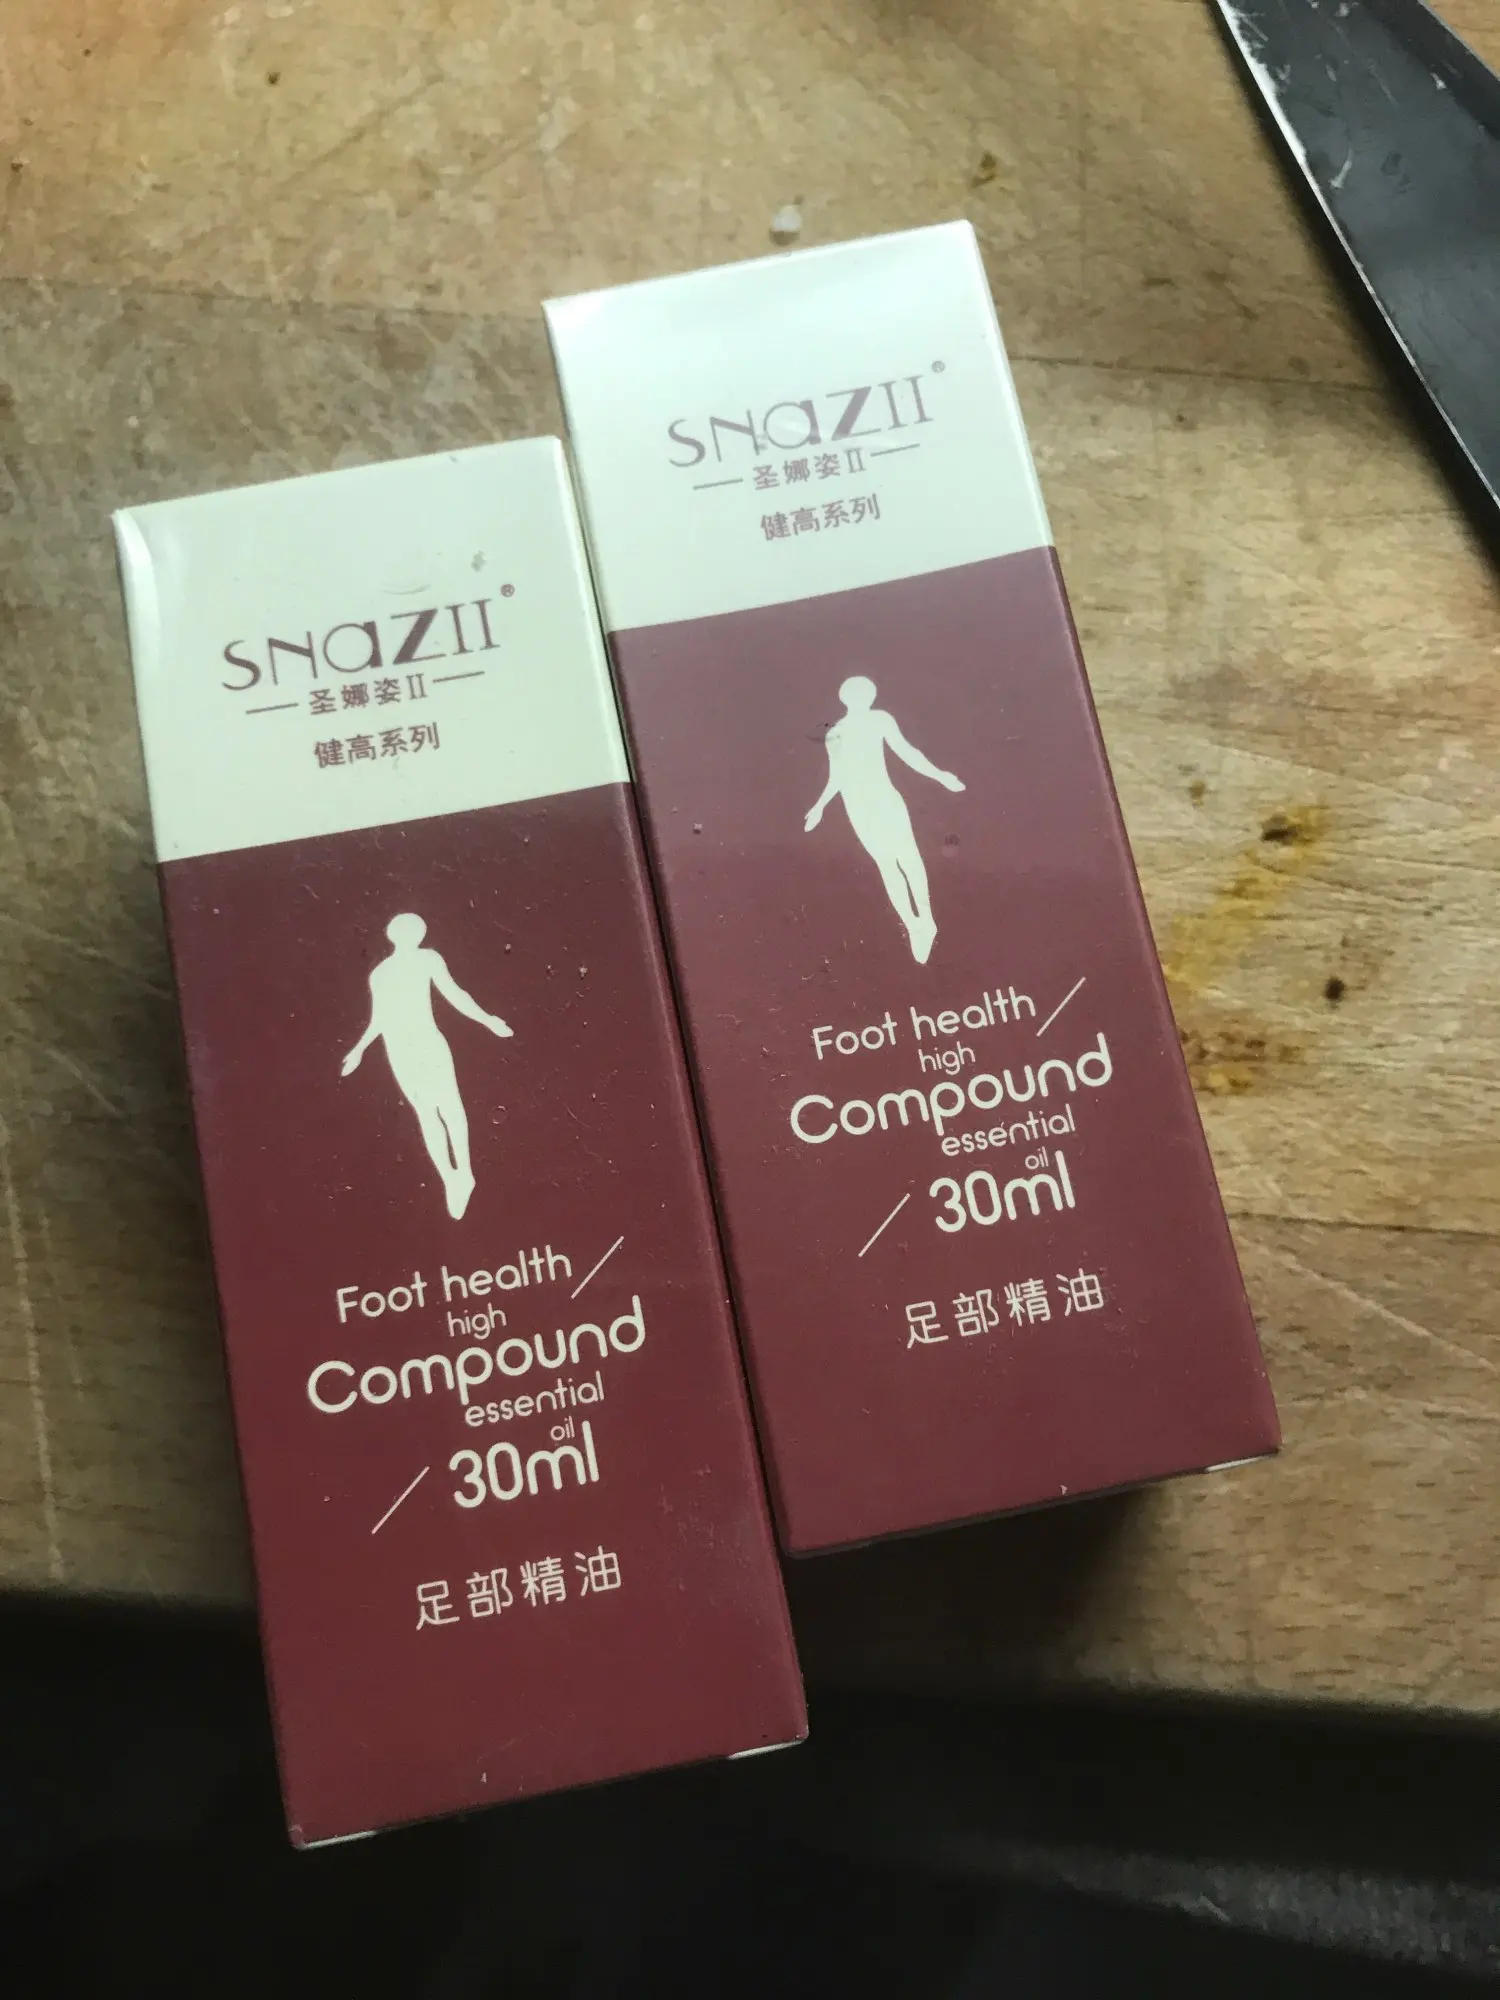 SNAZII®
圣娜姿II
健高系列
Foot health
high
Compound
essential
oil
30ml
足部精油
SNAZII®
圣娜姿II
健高系列
Foot health
high
Compound
essential
oil
30ml
足部精油